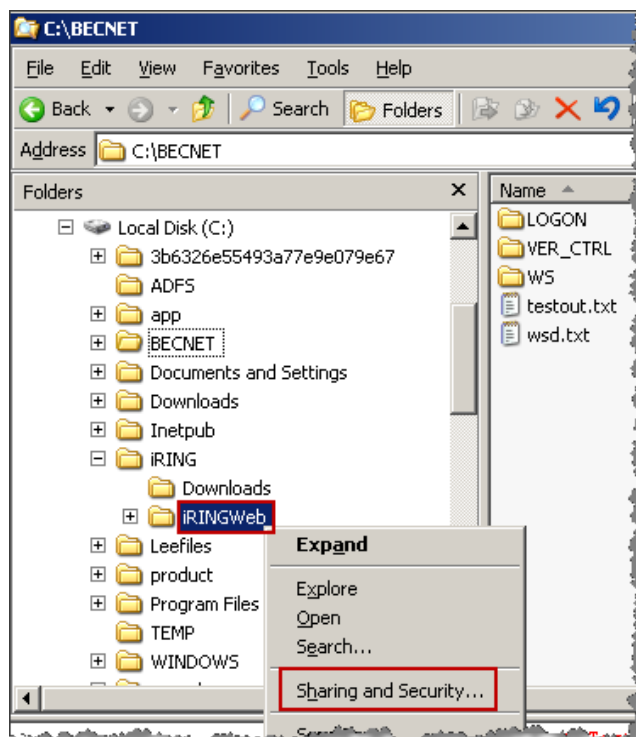 C:\BECNET
File Edit View Favorites Tools Help
Back Search Folders
Address C:\BECNET
Folders
Name
Local Disk (C:)
3b6326e55493a77e9e079e67
ADFS
app
BECNET
Documents and Settings
Downloads
Inetpub
iRING
Downloads
iRINGWeb
Leefiles
product
Program Files
TEMP
WINDOWS
LOGON
VER_CTRL
WS
testout.txt
wsd.txt
Expand
Explore
Open
Search...
Sharing and Security...